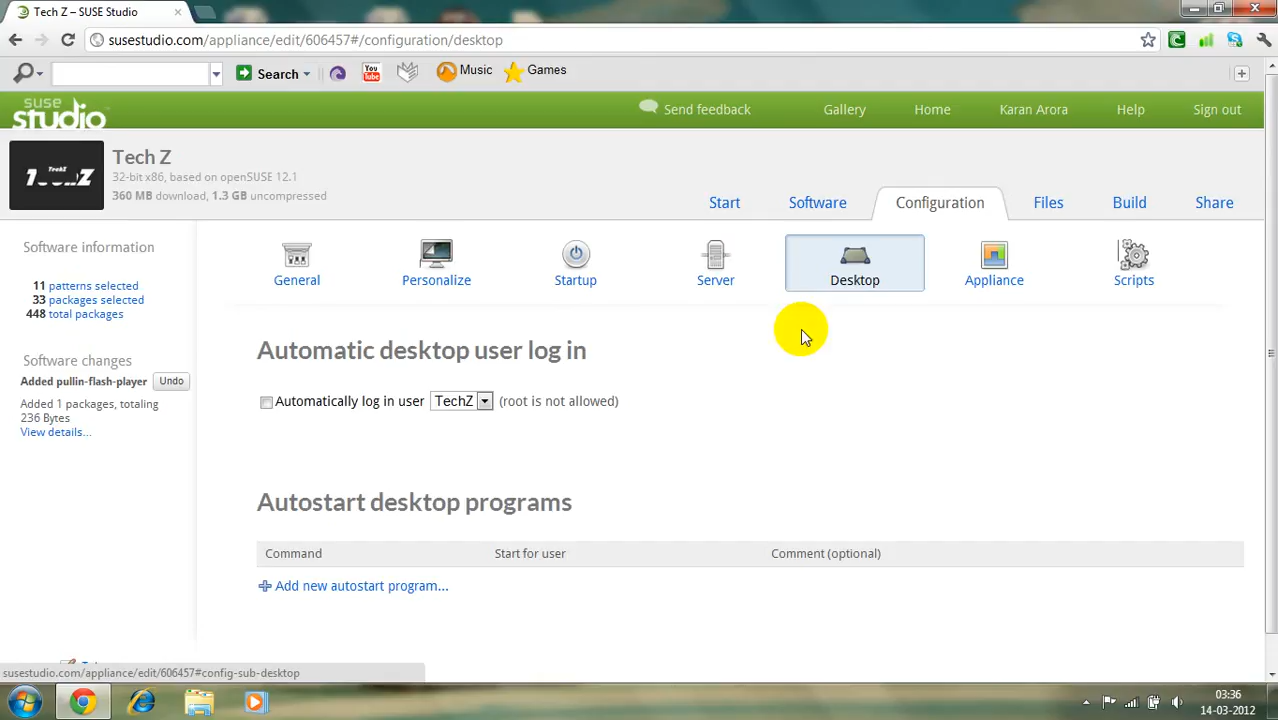 Tech Z – SUSE Studio
susestudio.com/appliance/edit/606457#/configuration/desktop
Search
You Tube
Music
Games
suse studio
Send feedback
Gallery
Home
Karan Arora
Help
Sign out
TechZ
Tech Z
32-bit x86, based on openSUSE 12.1
360 MB download, 1.3 GB uncompressed
Start
Software
Configuration
Files
Build
Share
Software information
11 patterns selected
33 packages selected
448 total packages
Software changes
Added pullin-flash-player Undo
Added 1 packages, totaling
236 Bytes
View details...
General
Personalize
Startup
Server
Desktop
Appliance
Scripts
Automatic desktop user log in
Automatically log in user TechZ (root is not allowed)
Autostart desktop programs
Command Start for user Comment (optional)
Add new autostart program...
susestudio.com/appliance/edit/606457#config-sub-desktop
03:36
14-03-2012